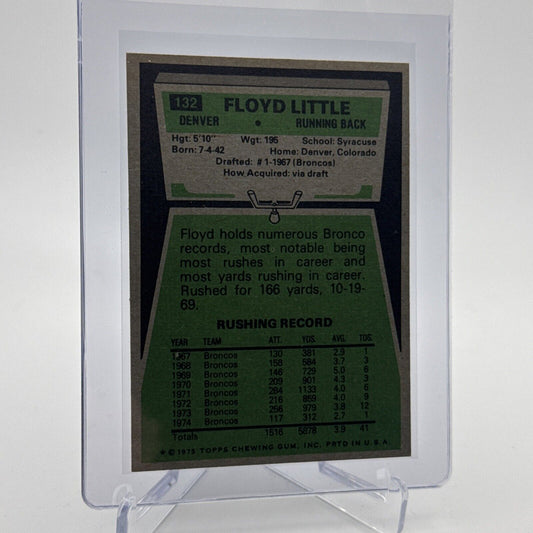 132
FLOYD LITTLE
DENVER • RUNNING BACK
Hgt: 5'10" Wgt: 195 School: Syracuse
Born: 7-4-42 Home: Denver, Colorado
Drafted: #1-1967 (Broncos)
How Acquired: via draft
Floyd holds numerous Bronco
records, most notable being
most rushes in career and
most yards rushing in career.
Rushed for 166 yards, 10-19-
69.
RUSHING RECORD
YEAR TEAM ATT. YDS. AVG. TDS.
1967 Broncos 130 381 2.9 1
1968 Broncos 158 584 3.7 3
1969 Broncos 146 729 5.0 6
1970 Broncos 209 901 4.3 3
1971 Broncos 284 1133 4.0 6
1972 Broncos 216 859 4.0 9
1973 Broncos 256 979 3.8 12
1974 Broncos 117 312 2.7 1
Totals 1516 5878 3.9 41
★ © 1975 TOPPS CHEWING GUM, INC. PRTD IN U.S.A.